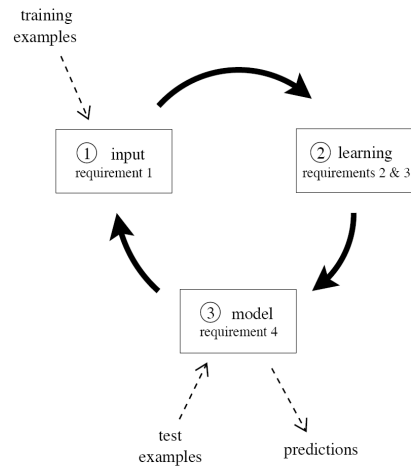 training
examples
① input
requirement 1
② learning
requirements 2 & 3
③ model
requirement 4
test
examples
predictions